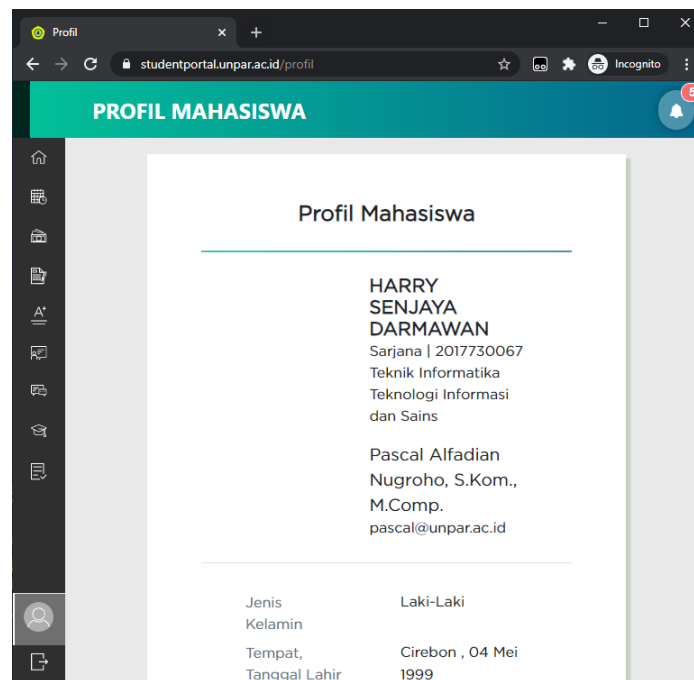 Profil
studentportal.unpar.ac.id/profil
Incognito
PROFIL MAHASISWA
5
Profil Mahasiswa
HARRY
SENJAYA
DARMAWAN
Sarjana | 2017730067
Teknik Informatika
Teknologi Informasi
dan Sains
Pascal Alfadian
Nugroho, S.Kom.,
M.Comp.
pascal@unpar.ac.id
Jenis
Kelamin
Laki-Laki
Tempat,
Tanggal Lahir
Cirebon , 04 Mei
1999